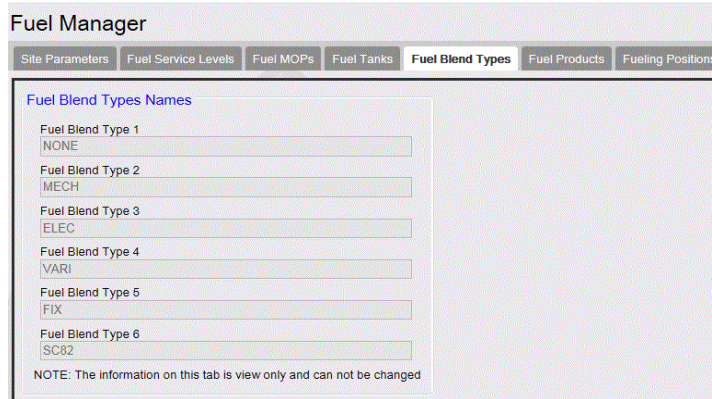 Fuel Manager
Site Parameters Fuel Service Levels Fuel MOPs Fuel Tanks Fuel Blend Types Fuel Products Fueling Positions
Fuel Blend Types Names
Fuel Blend Type 1
NONE
Fuel Blend Type 2
MECH
Fuel Blend Type 3
ELEC
Fuel Blend Type 4
VARI
Fuel Blend Type 5
FIX
Fuel Blend Type 6
SC82
NOTE: The information on this tab is view only and can not be changed